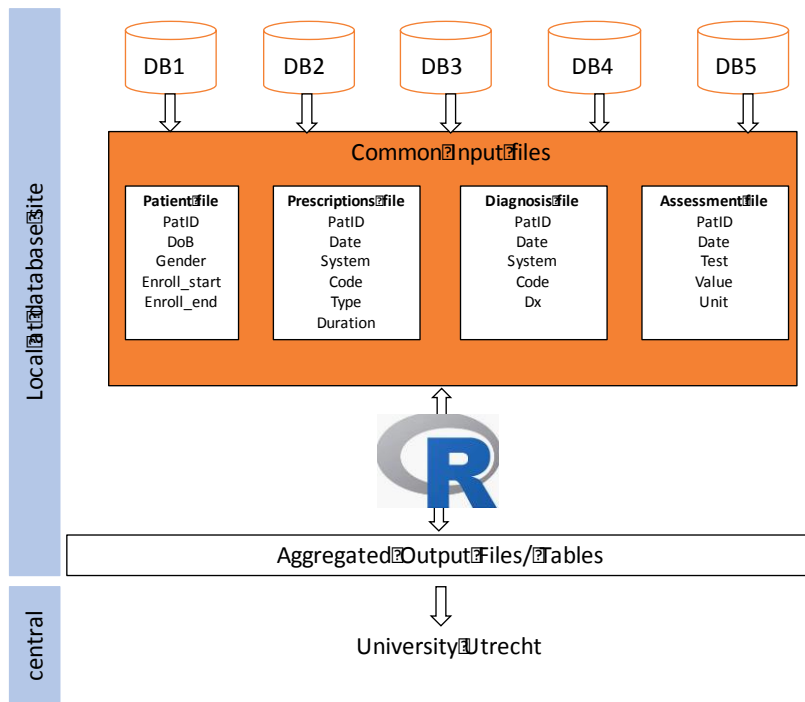 DB1
DB2
DB3
DB4
DB5
Common Input files
Patient file
PatID
DoB
Gender
Enroll_start
Enroll_end
Prescriptions file
PatID
Date
System
Code
Type
Duration
Diagnosis file
PatID
Date
System
Code
Dx
Assessment file
PatID
Date
Test
Value
Unit
R
Aggregated Output Files/ Tables
University Utrecht
Local at database site
central